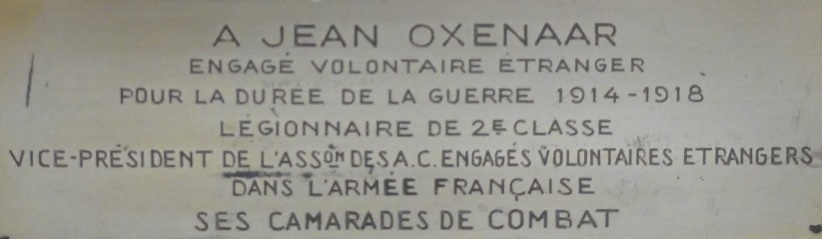 A JEAN OXENAAR
ENGAGÉ VOLONTAIRE ÉTRANGER
POUR LA DURÉE DE LA GUERRE 1914-1918
LÉGIONNAIRE DE 2E CLASSE
VICE-PRÉSIDENT DE L'ASSON DES A.C. ENGAGÉS VOLONTAIRES ETRANGERS
DANS L'ARMÉE FRANÇAISE
SES CAMARADES DE COMBAT